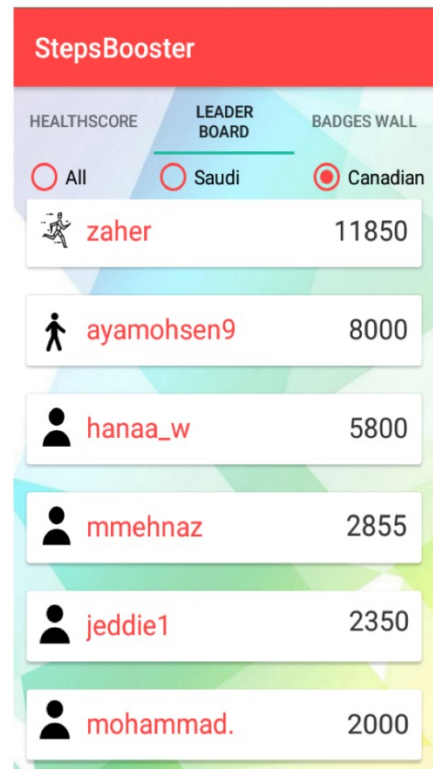 StepsBooster
HEALTHSCORE
LEADER
BOARD
BADGES WALL
All
Saudi
Canadian
zaher 11850
ayamohsen9 8000
hanaa_w 5800
mmehnaz 2855
jeddie1 2350
mohammad. 2000